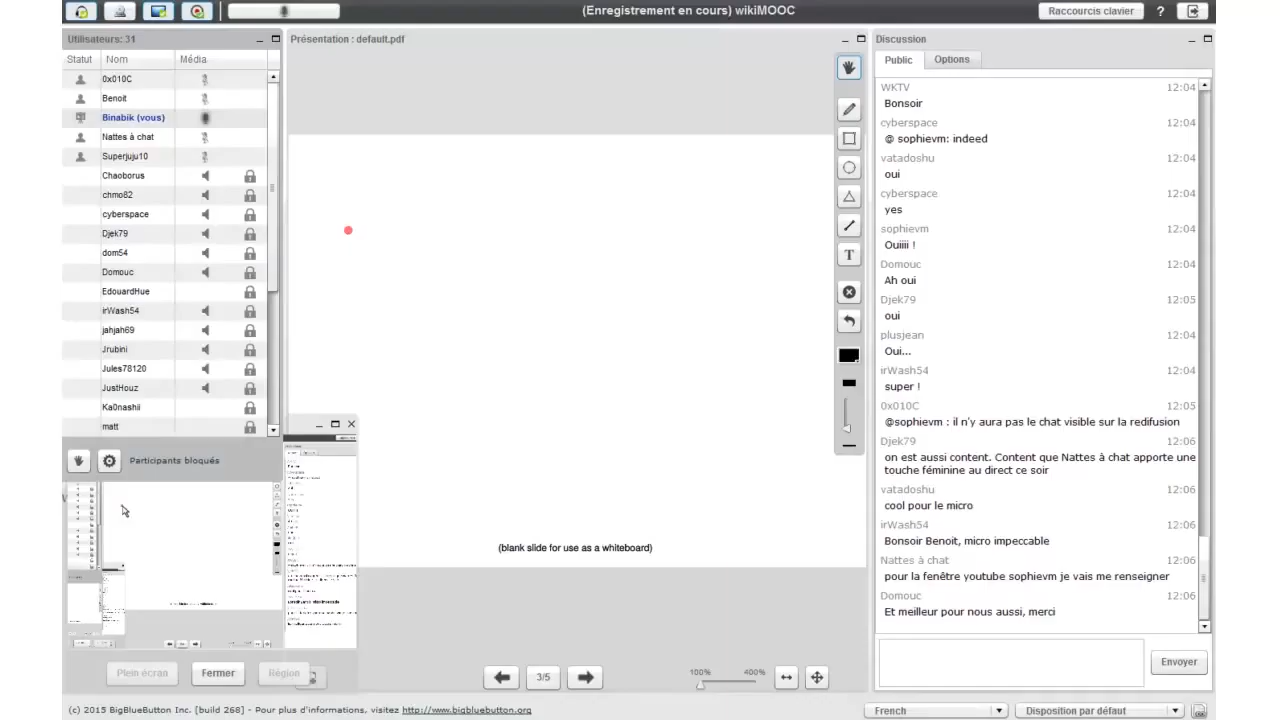 (Enregistrement en cours) wikiMOOC
Raccourcis clavier
?
Utilisateurs: 31
Statut Nom Média
0x010C
Benoit
Binabik (vous)
Nattes à chat
Superjuju10
Chaoborus
chmo82
cyberspace
Djek79
dom54
Domouc
EdouardHue
irWash54
jahjah69
Jrubini
Jules78120
JustHouz
Ka0nashii
matt
Participants bloqués
Plein écran
Fermer
Région
Présentation : default.pdf
T
(blank slide for use as a whiteboard)
3/5
100% 400%
Discussion
Public Options
WKTV 12:04
Bonsoir
cyberspace 12:04
@ sophievm: indeed
vatadoshu 12:04
oui
cyberspace 12:04
yes
sophievm 12:04
Ouiiii !
Domouc 12:04
Ah oui
Djek79 12:05
oui
plusjean 12:04
Oui...
irWash54 12:04
super !
0x010C 12:05
@sophievm : il n'y aura pas le chat visible sur la redifusion
Djek79 12:06
on est aussi content. Content que Nattes à chat apporte une
touche féminine au direct ce soir
vatadoshu 12:06
cool pour le micro
irWash54 12:06
Bonsoir Benoit, micro impeccable
Nattes à chat 12:06
pour la fenêtre youtube sophievm je vais me renseigner
Domouc 12:06
Et meilleur pour nous aussi, merci
Envoyer
(c) 2015 BigBlueButton Inc. [build 268] - Pour plus d'informations, visitez http://www.bigbluebutton.org
French
Disposition par défaut